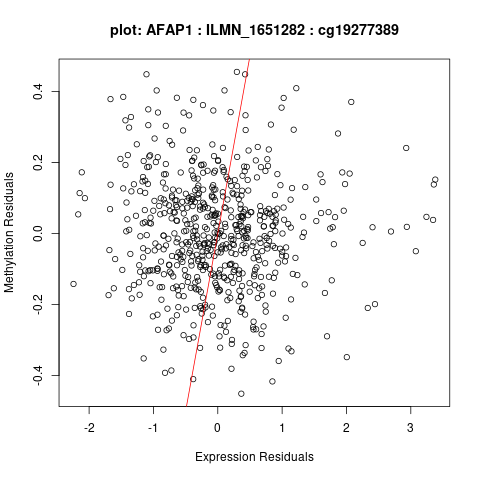 plot: AFAP1 : ILMN_1651282 : cg19277389
Methylation Residuals
0.4
0.2
0.0
-0.2
-0.4
-2 -1 0 1 2 3
Expression Residuals